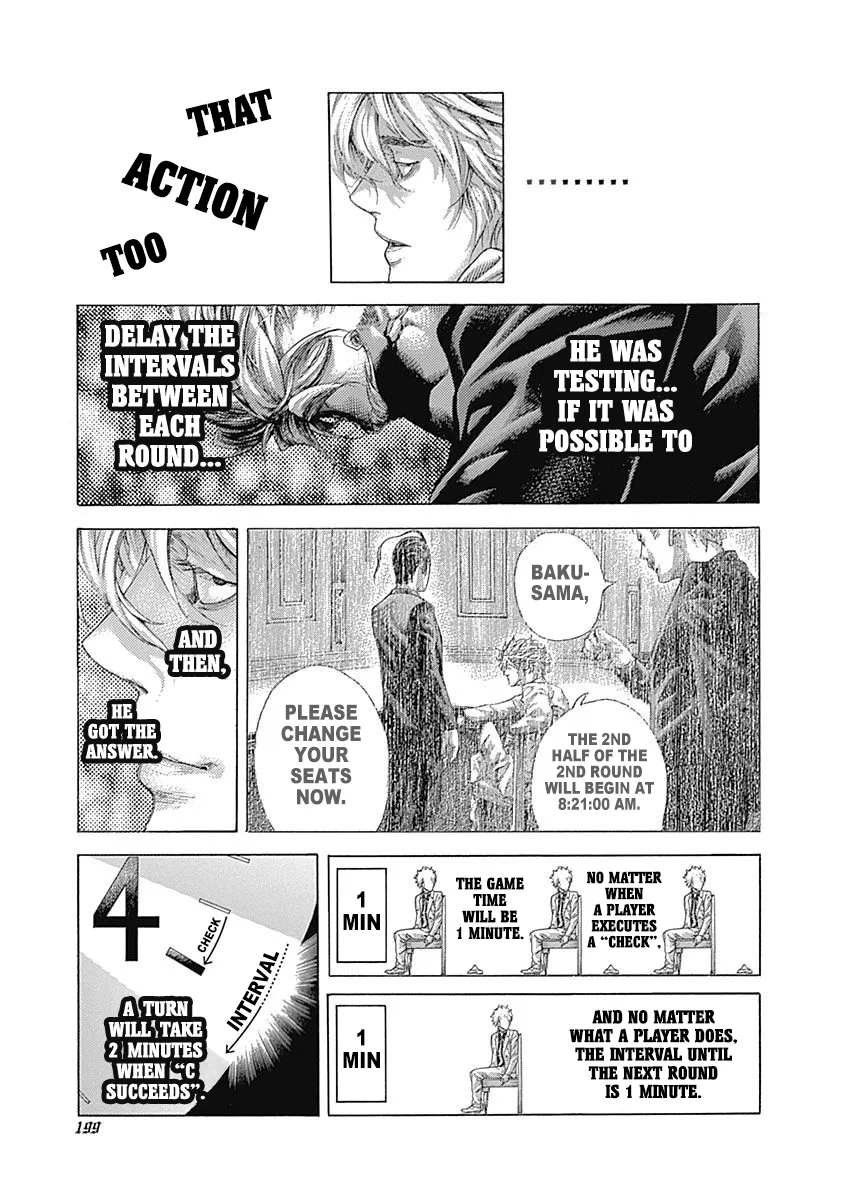 ..........
THAT
ACTION
TOO
HE WAS
TESTING...
IF IT WAS
POSSIBLE TO
DELAY THE
INTERVALS
BETWEEN
EACH
ROUND...
BAKU-
SAMA,
THE 2ND
HALF OF THE
2ND ROUND
WILL BEGIN AT
8:21:00 AM.
PLEASE
CHANGE
YOUR
SEATS
NOW.
AND
THEN,
HE
GOT THE
ANSWER.
NO MATTER
WHEN
A PLAYER
EXECUTES
A “CHECK”,
THE GAME
TIME
WILL BE
1 MINUTE.
1
MIN
AND NO MATTER
WHAT A PLAYER DOES,
THE INTERVAL UNTIL
THE NEXT ROUND
IS 1 MINUTE.
1
MIN
4
CHECK
INTERVAL
A TURN
WILL TAKE
2 MINUTES
WHEN “C
SUCCEEDS”.
199